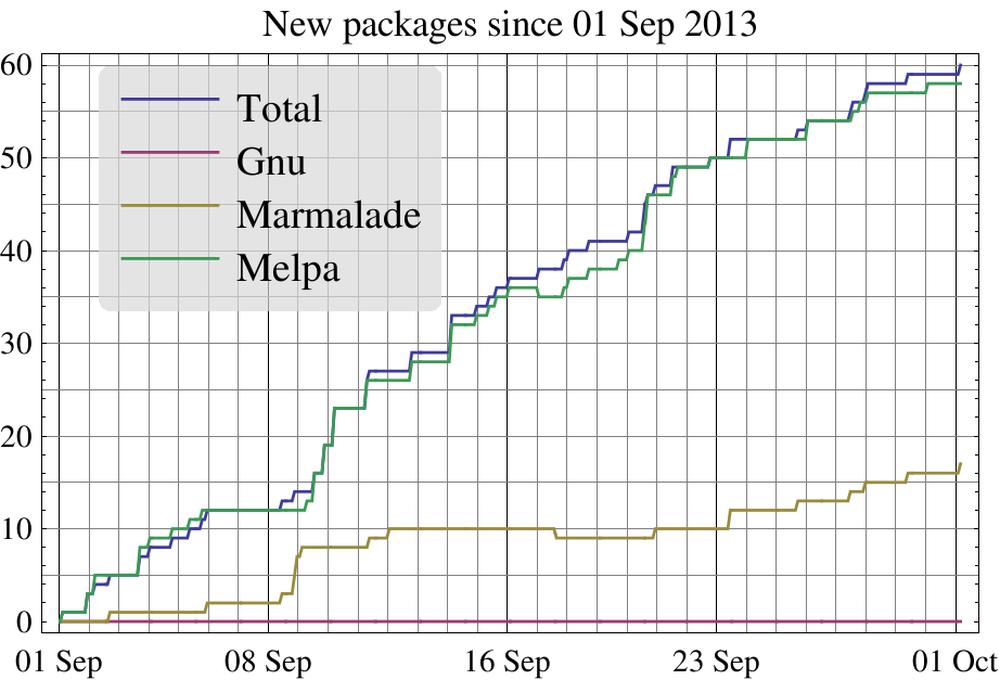 New packages since 01 Sep 2013
60
50
40
30
20
10
0
Total
Gnu
Marmalade
Melpa
01 Sep 08 Sep 16 Sep 23 Sep 01 Oct